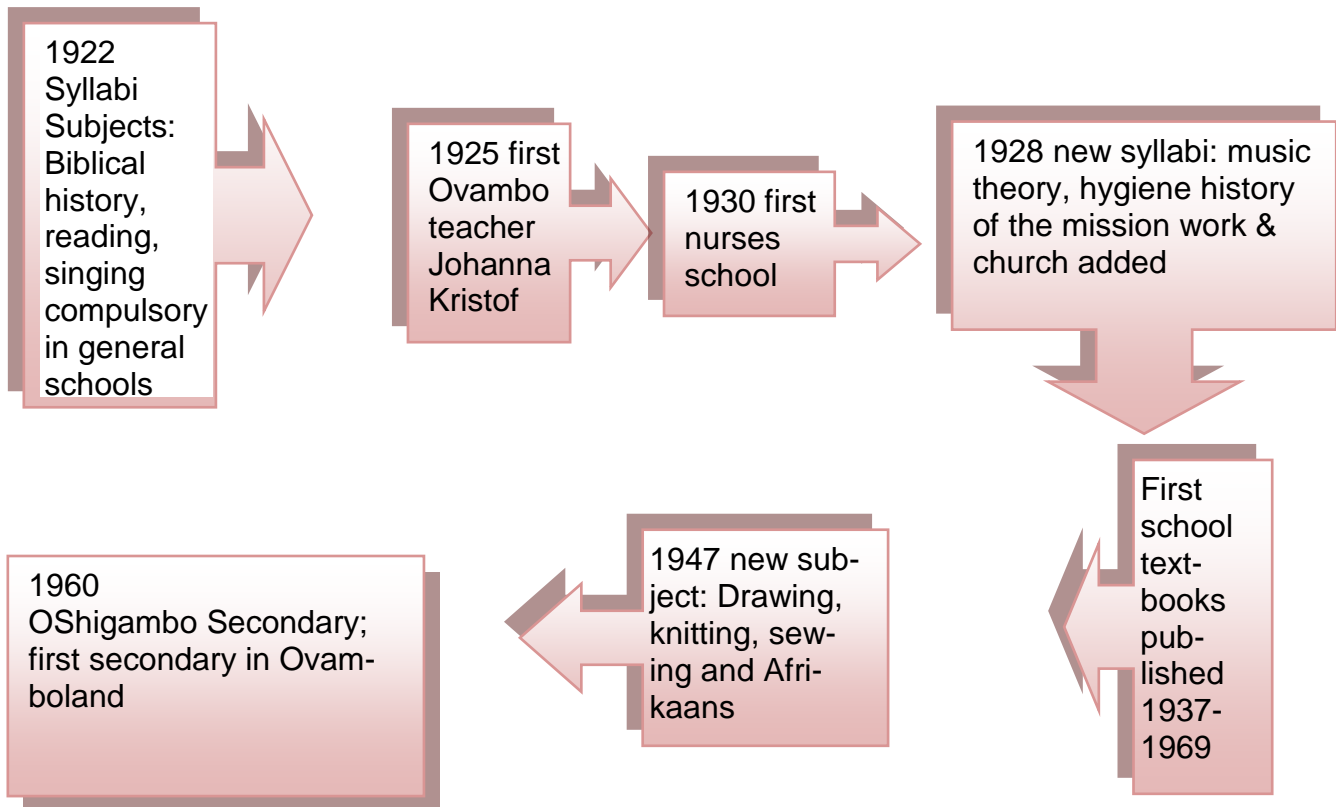 1922
Syllabi
Subjects:
Biblical
history,
reading,
singing
compulsory
in general
schools
1925 first
Ovambo
teacher
Johanna
Kristof
1930 first
nurses
school
1928 new syllabi: music
theory, hygiene history
of the mission work &
church added
First
school
text-
books
pub-
lished
1937-
1969
1947 new sub-
ject: Drawing,
knitting, sew-
ing and Afri-
kaans
1960
OShigambo Secondary;
first secondary in Ovam-
boland